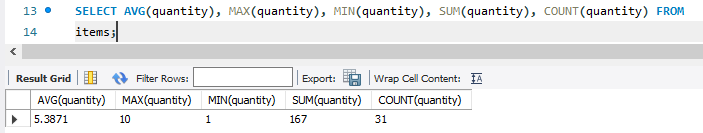 13 SELECT AVG(quantity), MAX(quantity), MIN(quantity), SUM(quantity), COUNT(quantity) FROM
14 items;
Result Grid Filter Rows: Export: Wrap Cell Content: IA
AVG(quantity) MAX(quantity) MIN(quantity) SUM(quantity) COUNT(quantity)
5.3871 10 1 167 31